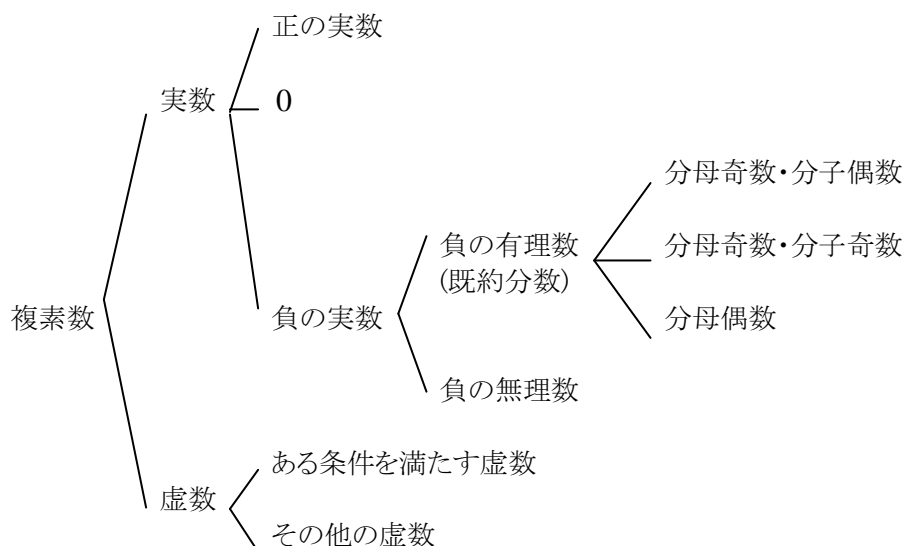 正の実数
実数
0
分母奇数・分子偶数
負の有理数
(既約分数)
分母奇数・分子奇数
複素数
負の実数
分母偶数
負の無理数
ある条件を満たす虚数
虚数
その他の虚数